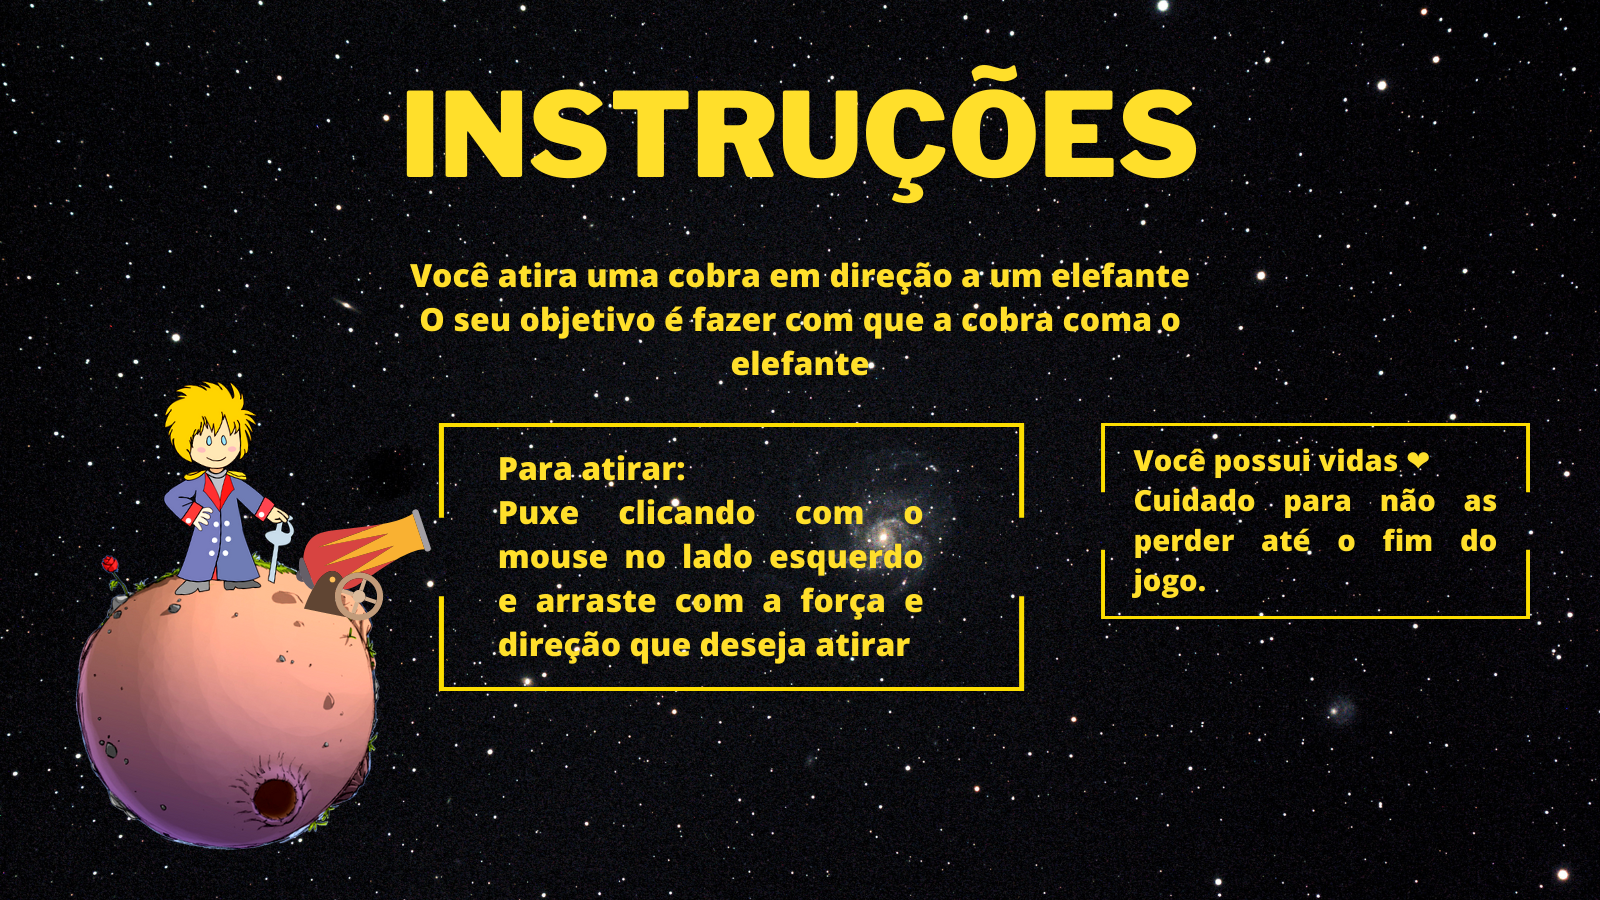 INSTRUÇÕES
Você atira uma cobra em direção a um elefante
O seu objetivo é fazer com que a cobra coma o
elefante
Para atirar:
Puxe clicando com o
mouse no lado esquerdo
e arraste com a força e
direção que deseja atirar
Você possui vidas ❤
Cuidado para não as
perder até o fim do
jogo.